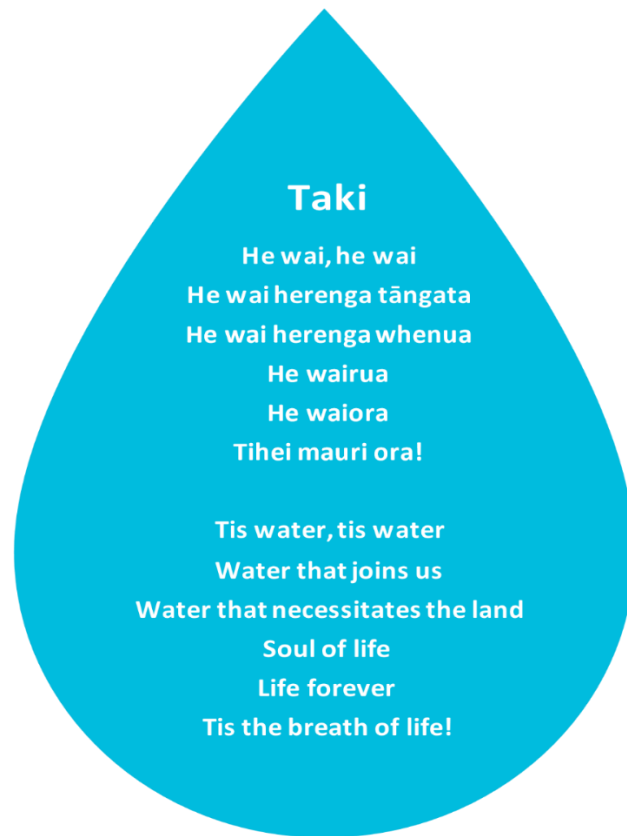 Taki
He wai, he wai
He wai herenga tāngata
He wai herenga whenua
He wairua
He waiora
Tihei mauri ora!
Tis water, tis water
Water that joins us
Water that necessitates the land
Soul of life
Life forever
Tis the breath of life!